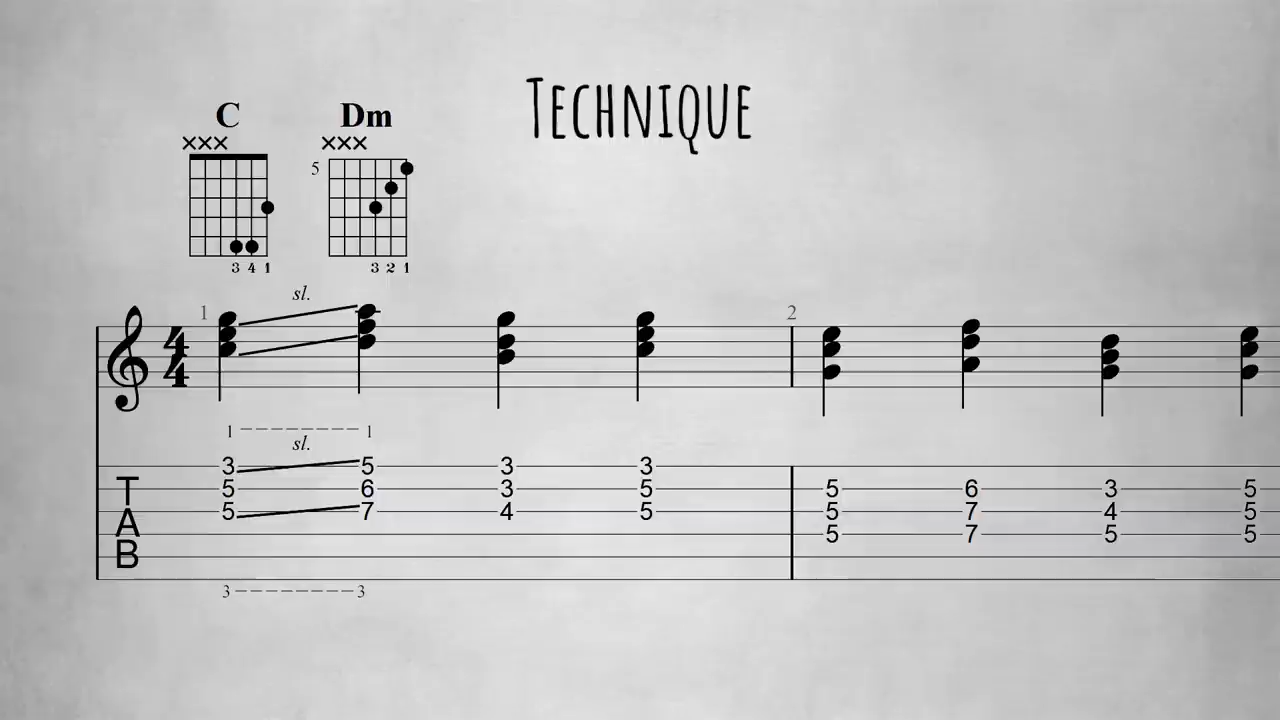 Technique
C Dm
××× ×××
5
3 4 1 3 2 1
sl.
1 2
4
4
1 1
sl.
3 5 3 3
T 5 6 3 5 5 6 3 5
5 7 4 5 5 7 4 5
A 5 7 5 5
B
3 3